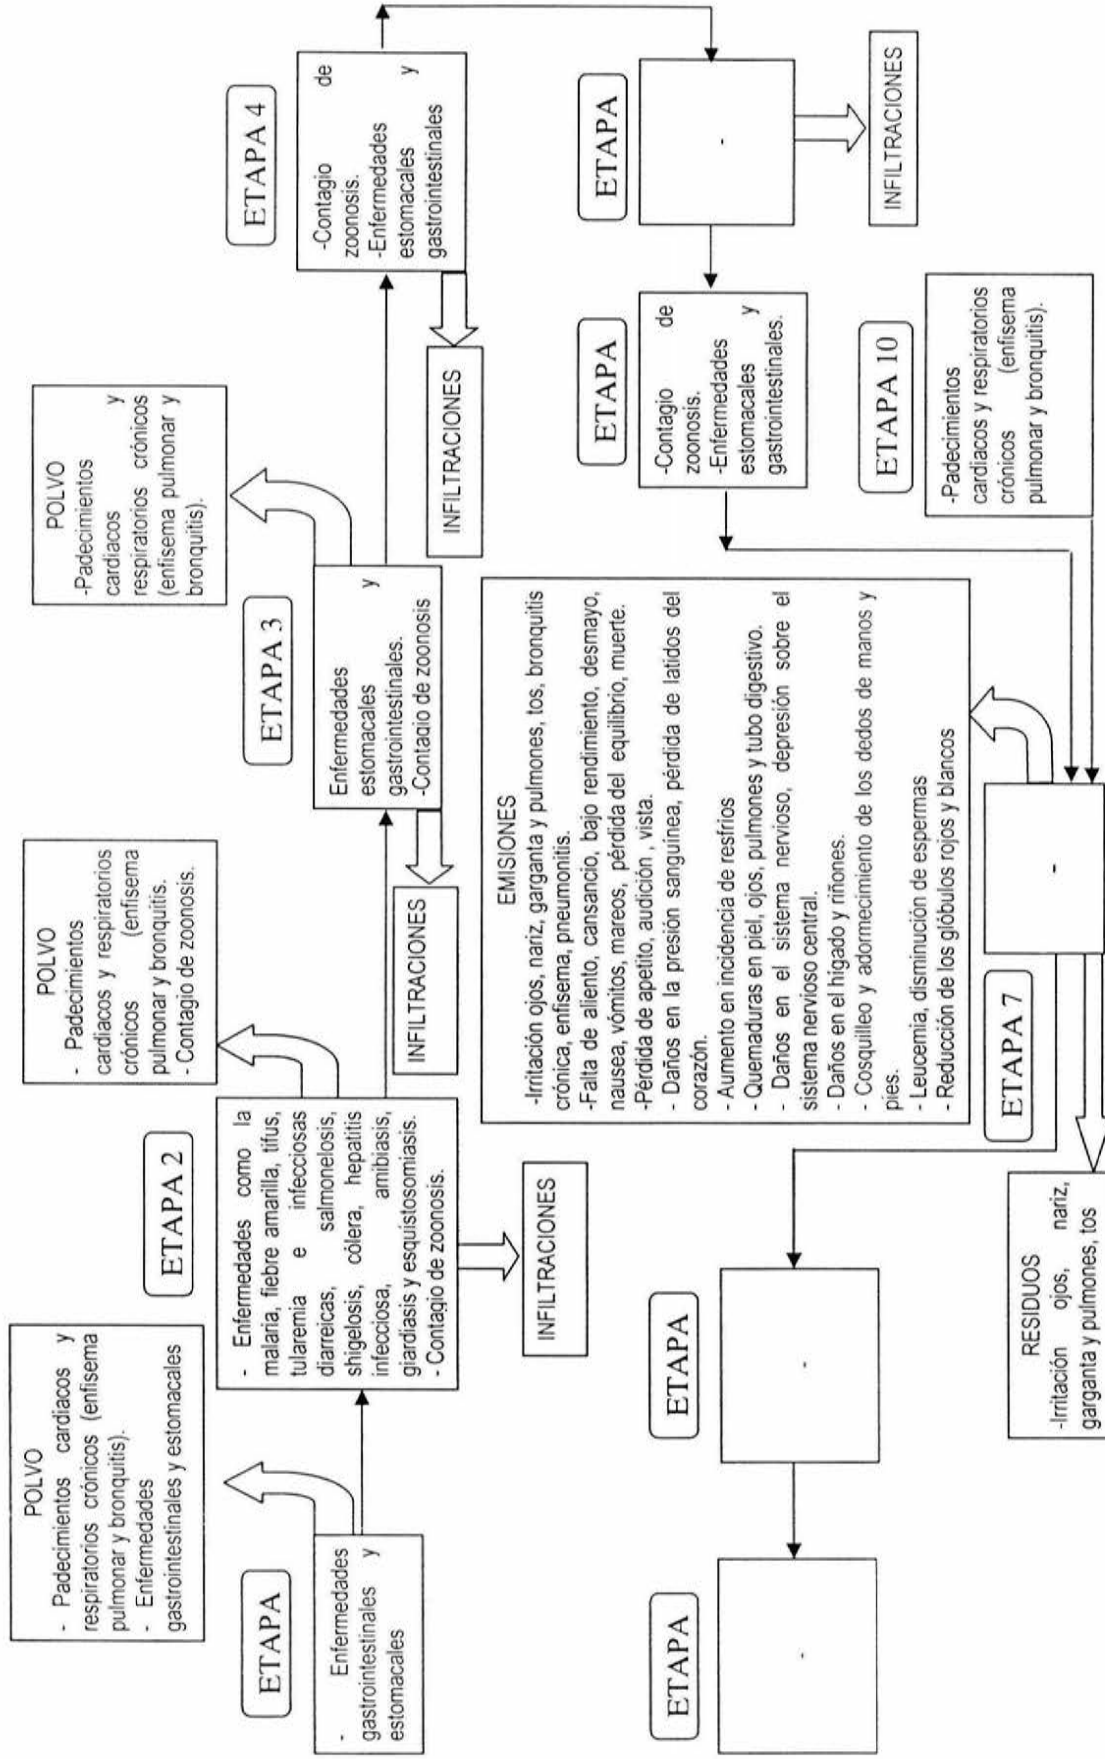 POLVO
- Padecimientos cardiacos y
respiratorios crónicos (enfisema
pulmonar y bronquitis).
- Enfermedades
gastrointestinales y estomacales
ETAPA
- Enfermedades
gastrointestinales y
estomacales
POLVO
- Padecimientos
cardiacos y respiratorios
crónicos (enfisema
pulmonar y bronquitis.
- Contagio de zoonosis.
ETAPA 2
- Enfermedades como la
malaria, fiebre amarilla, tifus,
tularemia e infecciosas
diarreicas, salmonelosis,
shigelosis, cólera, hepatitis
infecciosa, amibiasis,
giardiasis y esquistosomiasis.
- Contagio de zoonosis.
INFILTRACIONES
POLVO
-Padecimientos
cardiacos y
respiratorios crónicos
(enfisema pulmonar y
bronquitis).
ETAPA 3
Enfermedades
estomacales y
gastrointestinales.
-Contagio de zoonosis
INFILTRACIONES
ETAPA 4
-Contagio de
zoonosis.
-Enfermedades
estomacales y
gastrointestinales
INFILTRACIONES
ETAPA
-
INFILTRACIONES
ETAPA
-Contagio de
zoonosis.
-Enfermedades
estomacales y
gastrointestinales.
ETAPA 10
-Padecimientos
cardiacos y respiratorios
crónicos (enfisema
pulmonar y bronquitis).
EMISIONES
-Irritación ojos, nariz, garganta y pulmones, tos, bronquitis
crónica, enfisema, pneumonitis.
-Falta de aliento, cansancio, bajo rendimiento, desmayo,
nausea, vómitos, mareos, pérdida del equilibrio, muerte.
-Pérdida de apetito, audición , vista.
- Daños en la presión sanguínea, pérdida de latidos del
corazón.
- Aumento en incidencia de resfrios
- Quemaduras en piel, ojos, pulmones y tubo digestivo.
- Daños en el sistema nervioso, depresión sobre el
sistema nervioso central.
- Daños en el hígado y riñones.
- Cosquilleo y adormecimiento de los dedos de manos y
pies.
- Leucemia, disminución de espermas
- Reducción de los glóbulos rojos y blancos
ETAPA 7
-
RESIDUOS
-Irritación ojos, nariz,
garganta y pulmones, tos
ETAPA
-
ETAPA
-